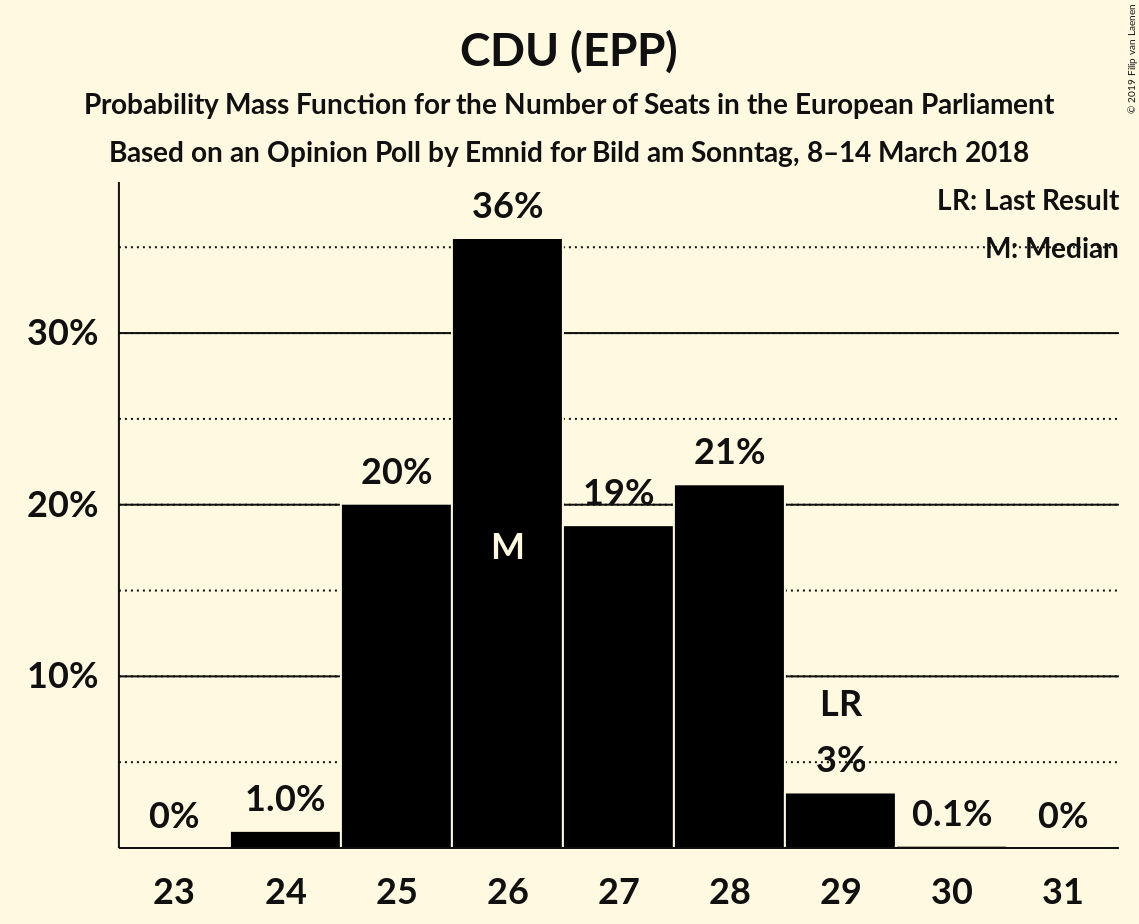 CDU (EPP)
Probability Mass Function for the Number of Seats in the European Parliament
Based on an Opinion Poll by Emnid for Bild am Sonntag, 8–14 March 2018
© 2019 Filip van Laenen
LR: Last Result
M: Median
36%
30%
21%
20%
19%
20%
M
10%
LR
3%
1.0%
0%
0.1%
0%
23 24 25 26 27 28 29 30 31